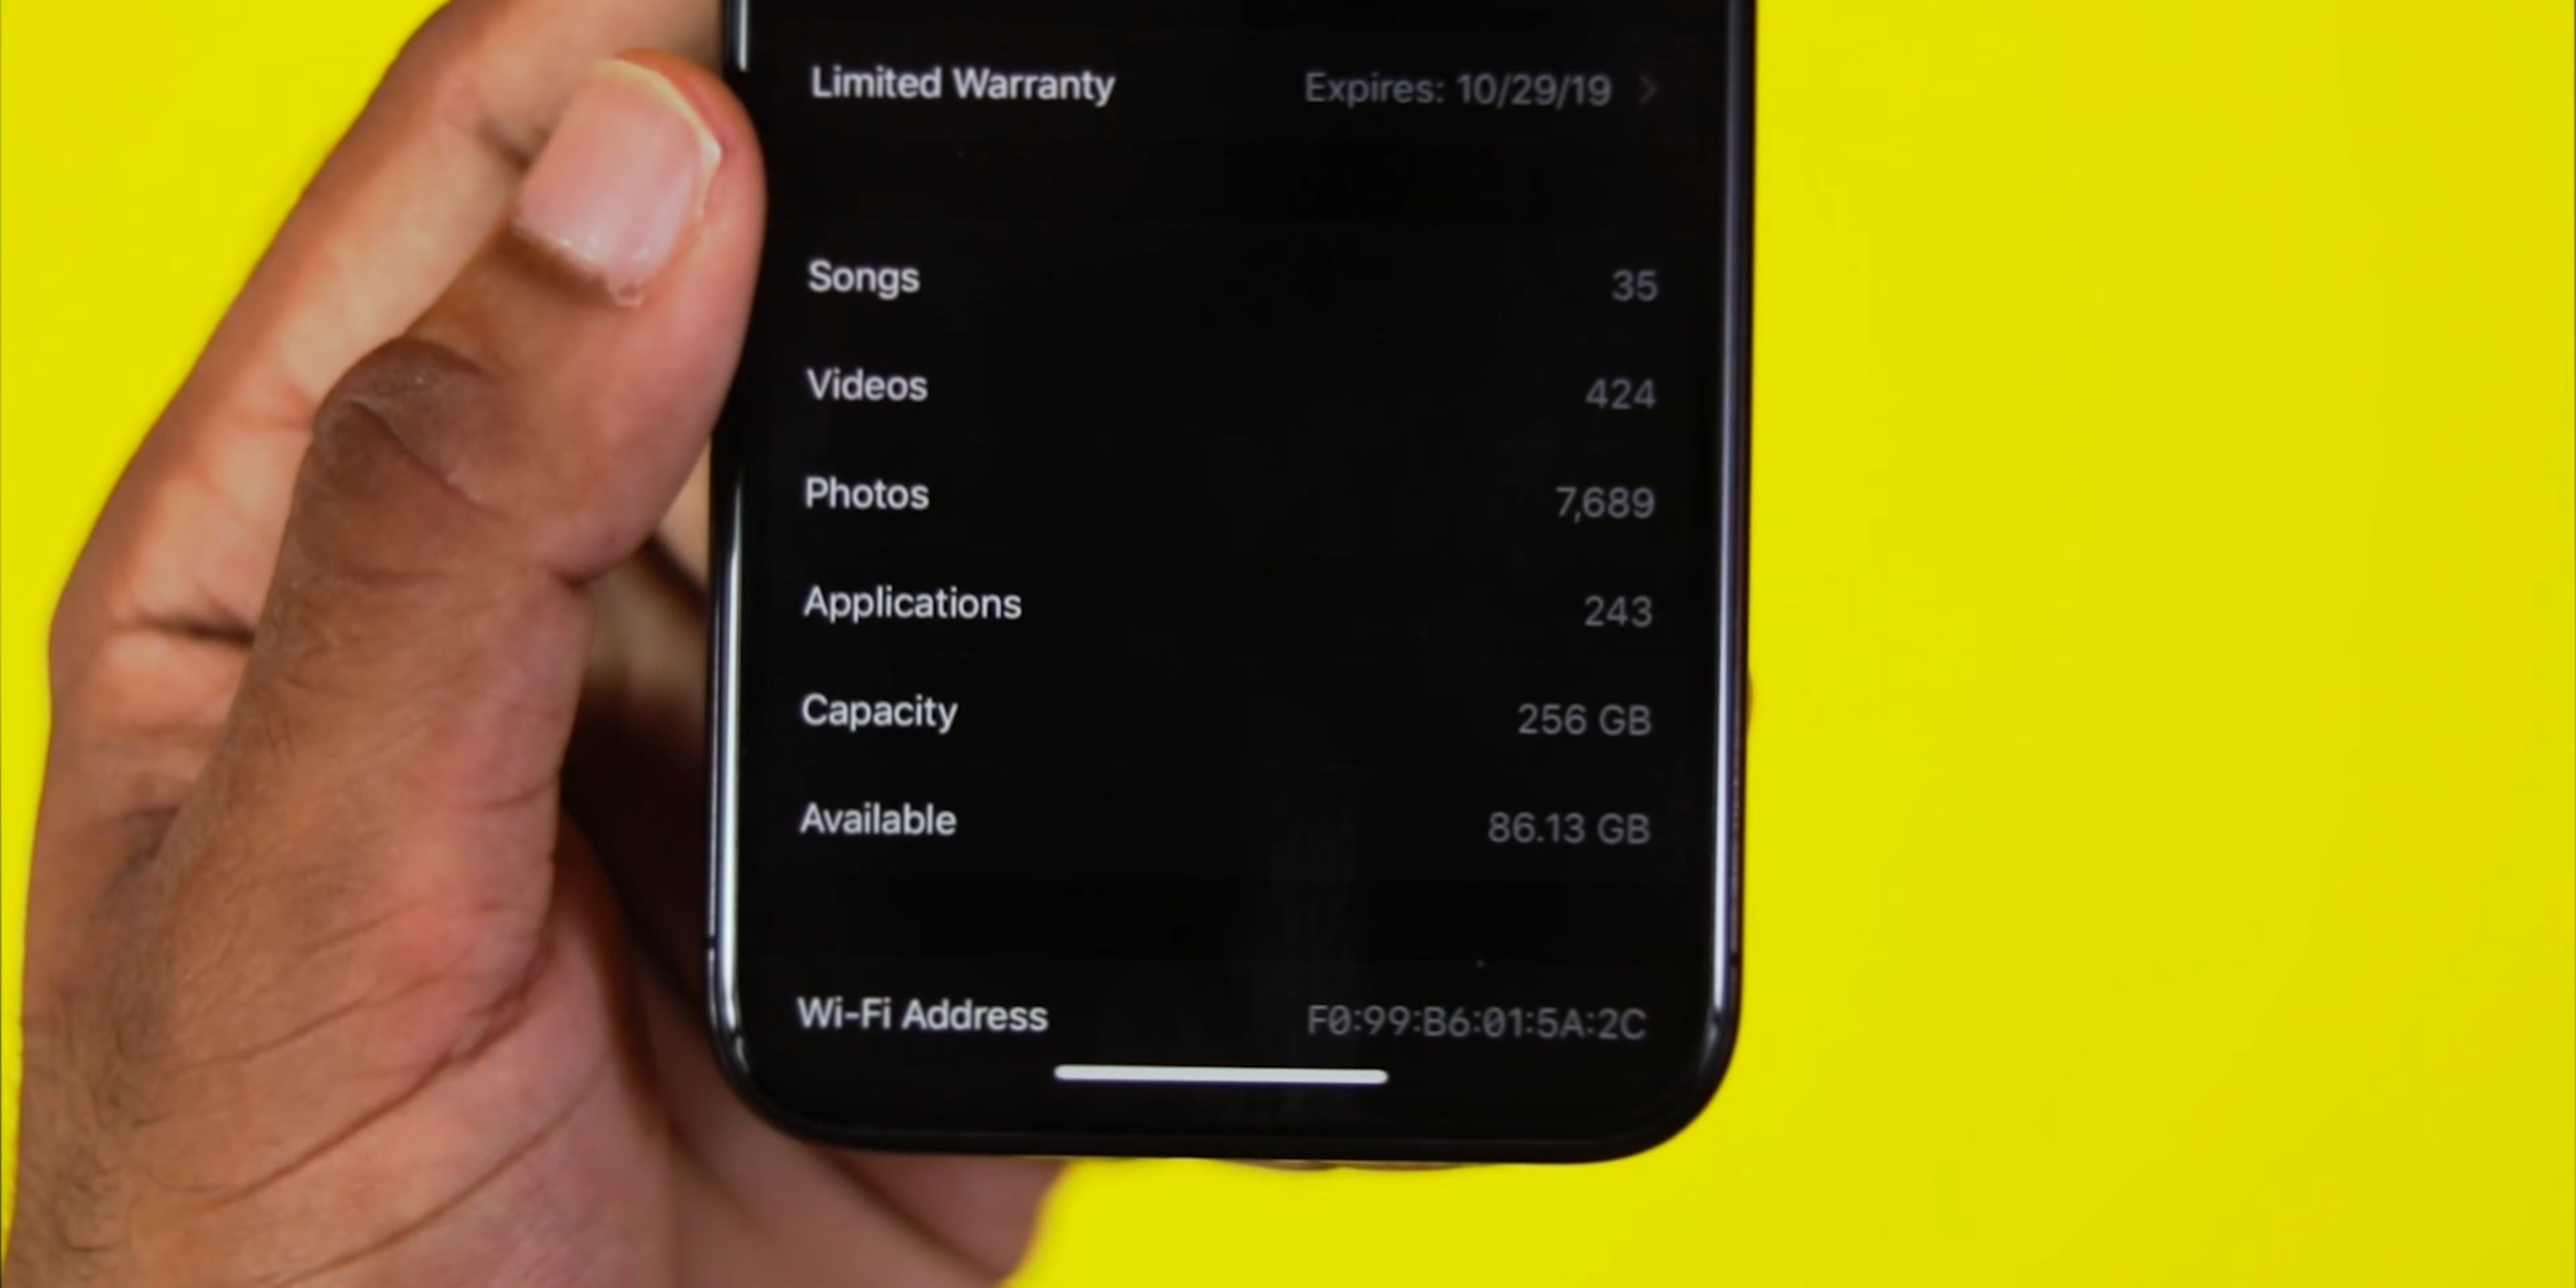 Limited Warranty Expires: 10/29/19 >
Songs 35
Videos 424
Photos 7,689
Applications 243
Capacity 256 GB
Available 86.13 GB
Wi-Fi Address F0:99:B6:01:5A:2C